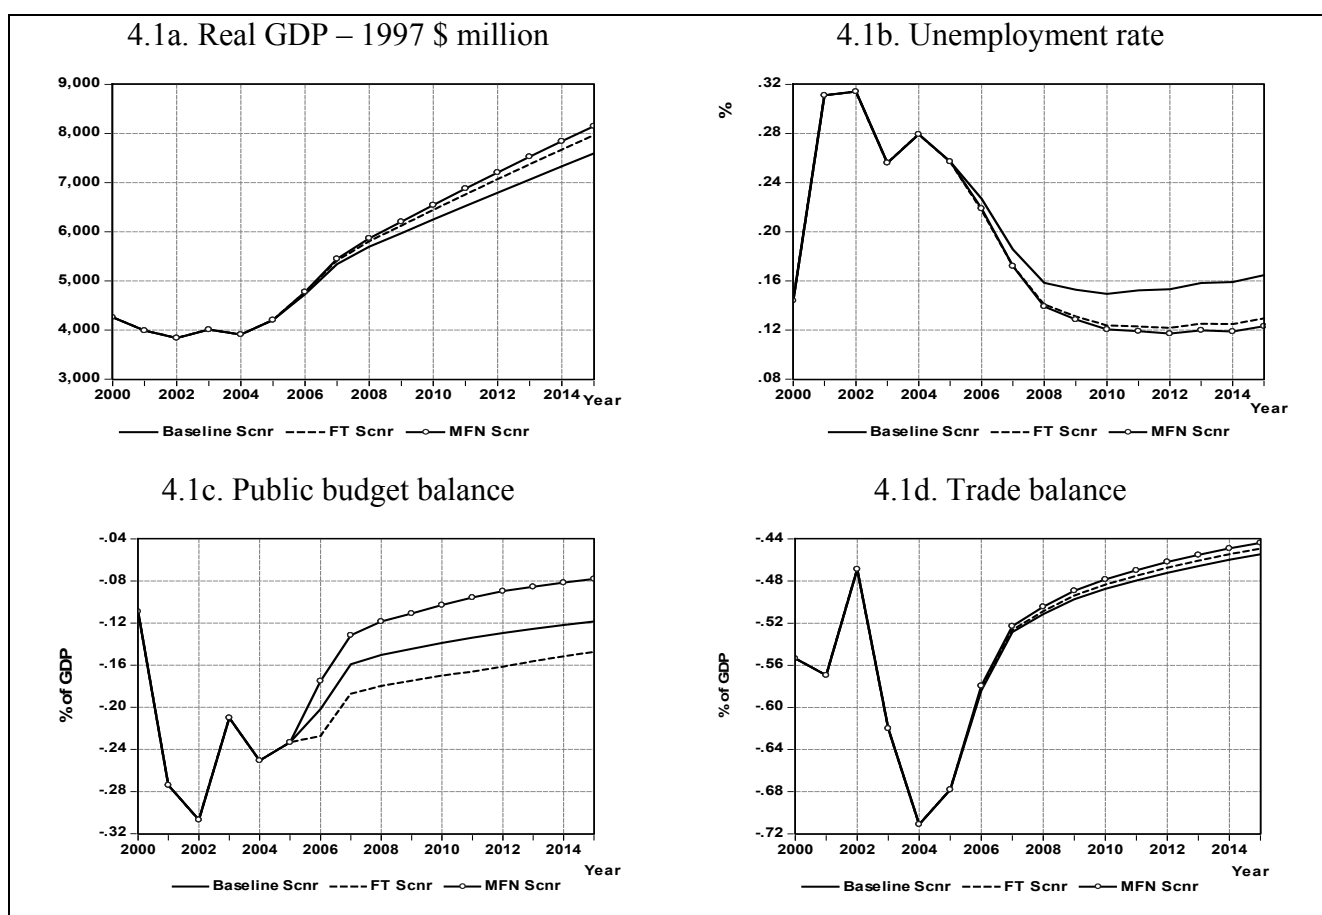 4.1a. Real GDP – 1997 $ million
9,000
8,000
7,000
6,000
5,000
4,000
3,000
2000 2002 2004 2006 2008 2010 2012 2014
Year
Baseline Scnr FT Scnr MFN Scnr
4.1b. Unemployment rate
%
.32
.28
.24
.20
.16
.12
.08
2000 2002 2004 2006 2008 2010 2012 2014
Year
Baseline Scnr FT Scnr MFN Scnr
4.1c. Public budget balance
% of GDP
-.04
-.08
-.12
-.16
-.20
-.24
-.28
-.32
2000 2002 2004 2006 2008 2010 2012 2014
Year
Baseline Scnr FT Scnr MFN Scnr
4.1d. Trade balance
% of GDP
-.44
-.48
-.52
-.56
-.60
-.64
-.68
-.72
2000 2002 2004 2006 2008 2010 2012 2014
Year
Baseline Scnr FT Scnr MFN Scnr